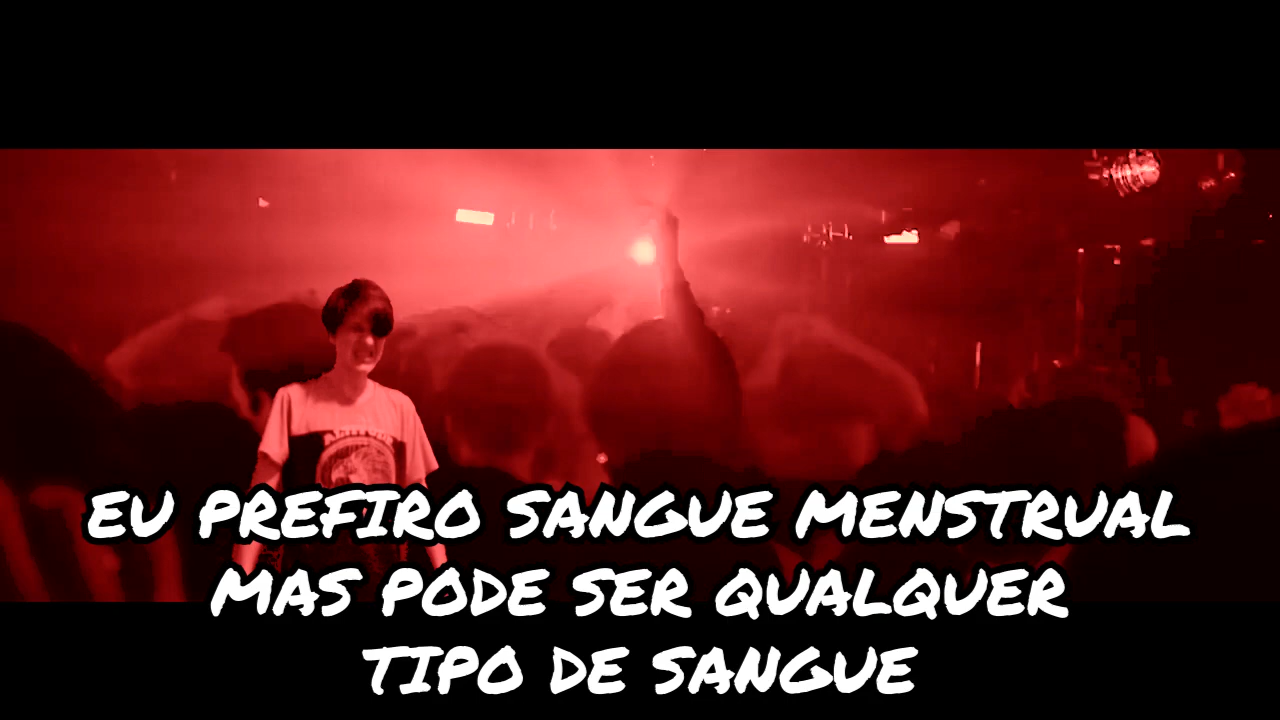 EU PREFIRO SANGUE MENSTRUAL
MAS PODE SER QUALQUER
TIPO DE SANGUE